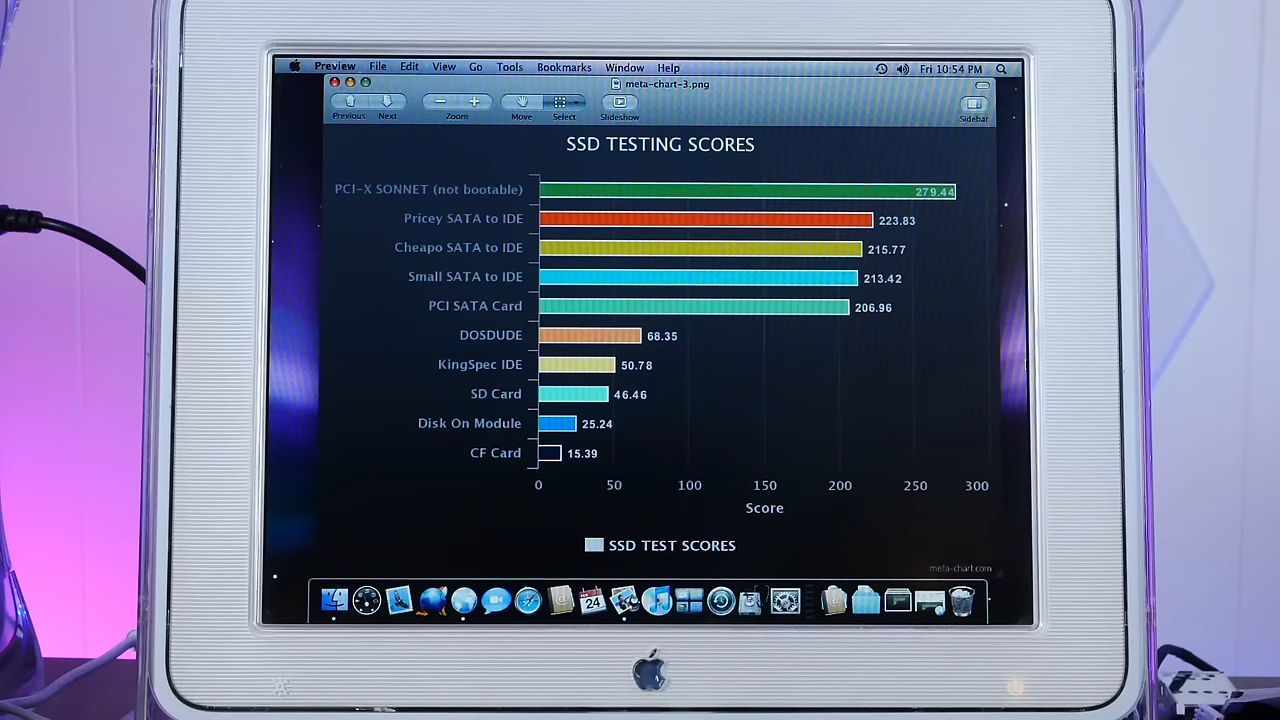 Preview File Edit View Go Tools Bookmarks Window Help Fri 10:54 PM
meta-chart-3.png
Previous Next Zoom Move Select Slideshow Sidebar
SSD TESTING SCORES
PCI-X SONNET (not bootable) 279.44
Pricey SATA to IDE 223.83
Cheapo SATA to IDE 215.77
Small SATA to IDE 213.42
PCI SATA Card 206.96
DOSDUDE 68.35
KingSpec IDE 50.78
SD Card 46.46
Disk On Module 25.24
CF Card 15.39
0 50 100 150 200 250 300
Score
SSD TEST SCORES
meta-chart.com
24